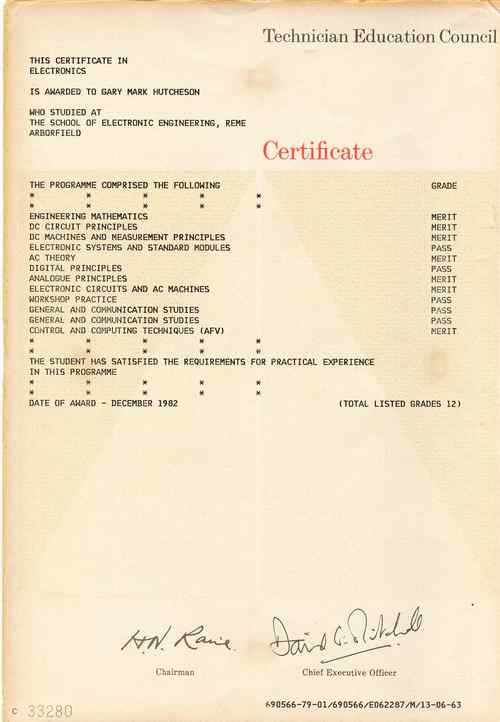 Technician Education Council
THIS CERTIFICATE IN
ELECTRONICS
IS AWARDED TO GARY MARK HUTCHESON
WHO STUDIED AT
THE SCHOOL OF ELECTRONIC ENGINEERING, REME
ARBORFIELD
Certificate
THE PROGRAMME COMPRISED THE FOLLOWING GRADE
* * * * *
* * * * *
ENGINEERING MATHEMATICS MERIT
DC CIRCUIT PRINCIPLES MERIT
DC MACHINES AND MEASUREMENT PRINCIPLES MERIT
ELECTRONIC SYSTEMS AND STANDARD MODULES PASS
AC THEORY MERIT
DIGITAL PRINCIPLES PASS
ANALOGUE PRINCIPLES MERIT
ELECTRONIC CIRCUITS AND AC MACHINES MERIT
WORKSHOP PRACTICE PASS
GENERAL AND COMMUNICATION STUDIES PASS
GENERAL AND COMMUNICATION STUDIES PASS
CONTROL AND COMPUTING TECHNIQUES (AFV) MERIT
* * * * *
* * * * *
THE STUDENT HAS SATISFIED THE REQUIREMENTS FOR PRACTICAL EXPERIENCE
IN THIS PROGRAMME
* * * * *
* * * * *
DATE OF AWARD - DECEMBER 1982 (TOTAL LISTED GRADES 12)
H.N. Raine. David G. Mitchell
Chairman Chief Executive Officer
C 33280
690566-79-01/690566/ED62287/M/13-06-63